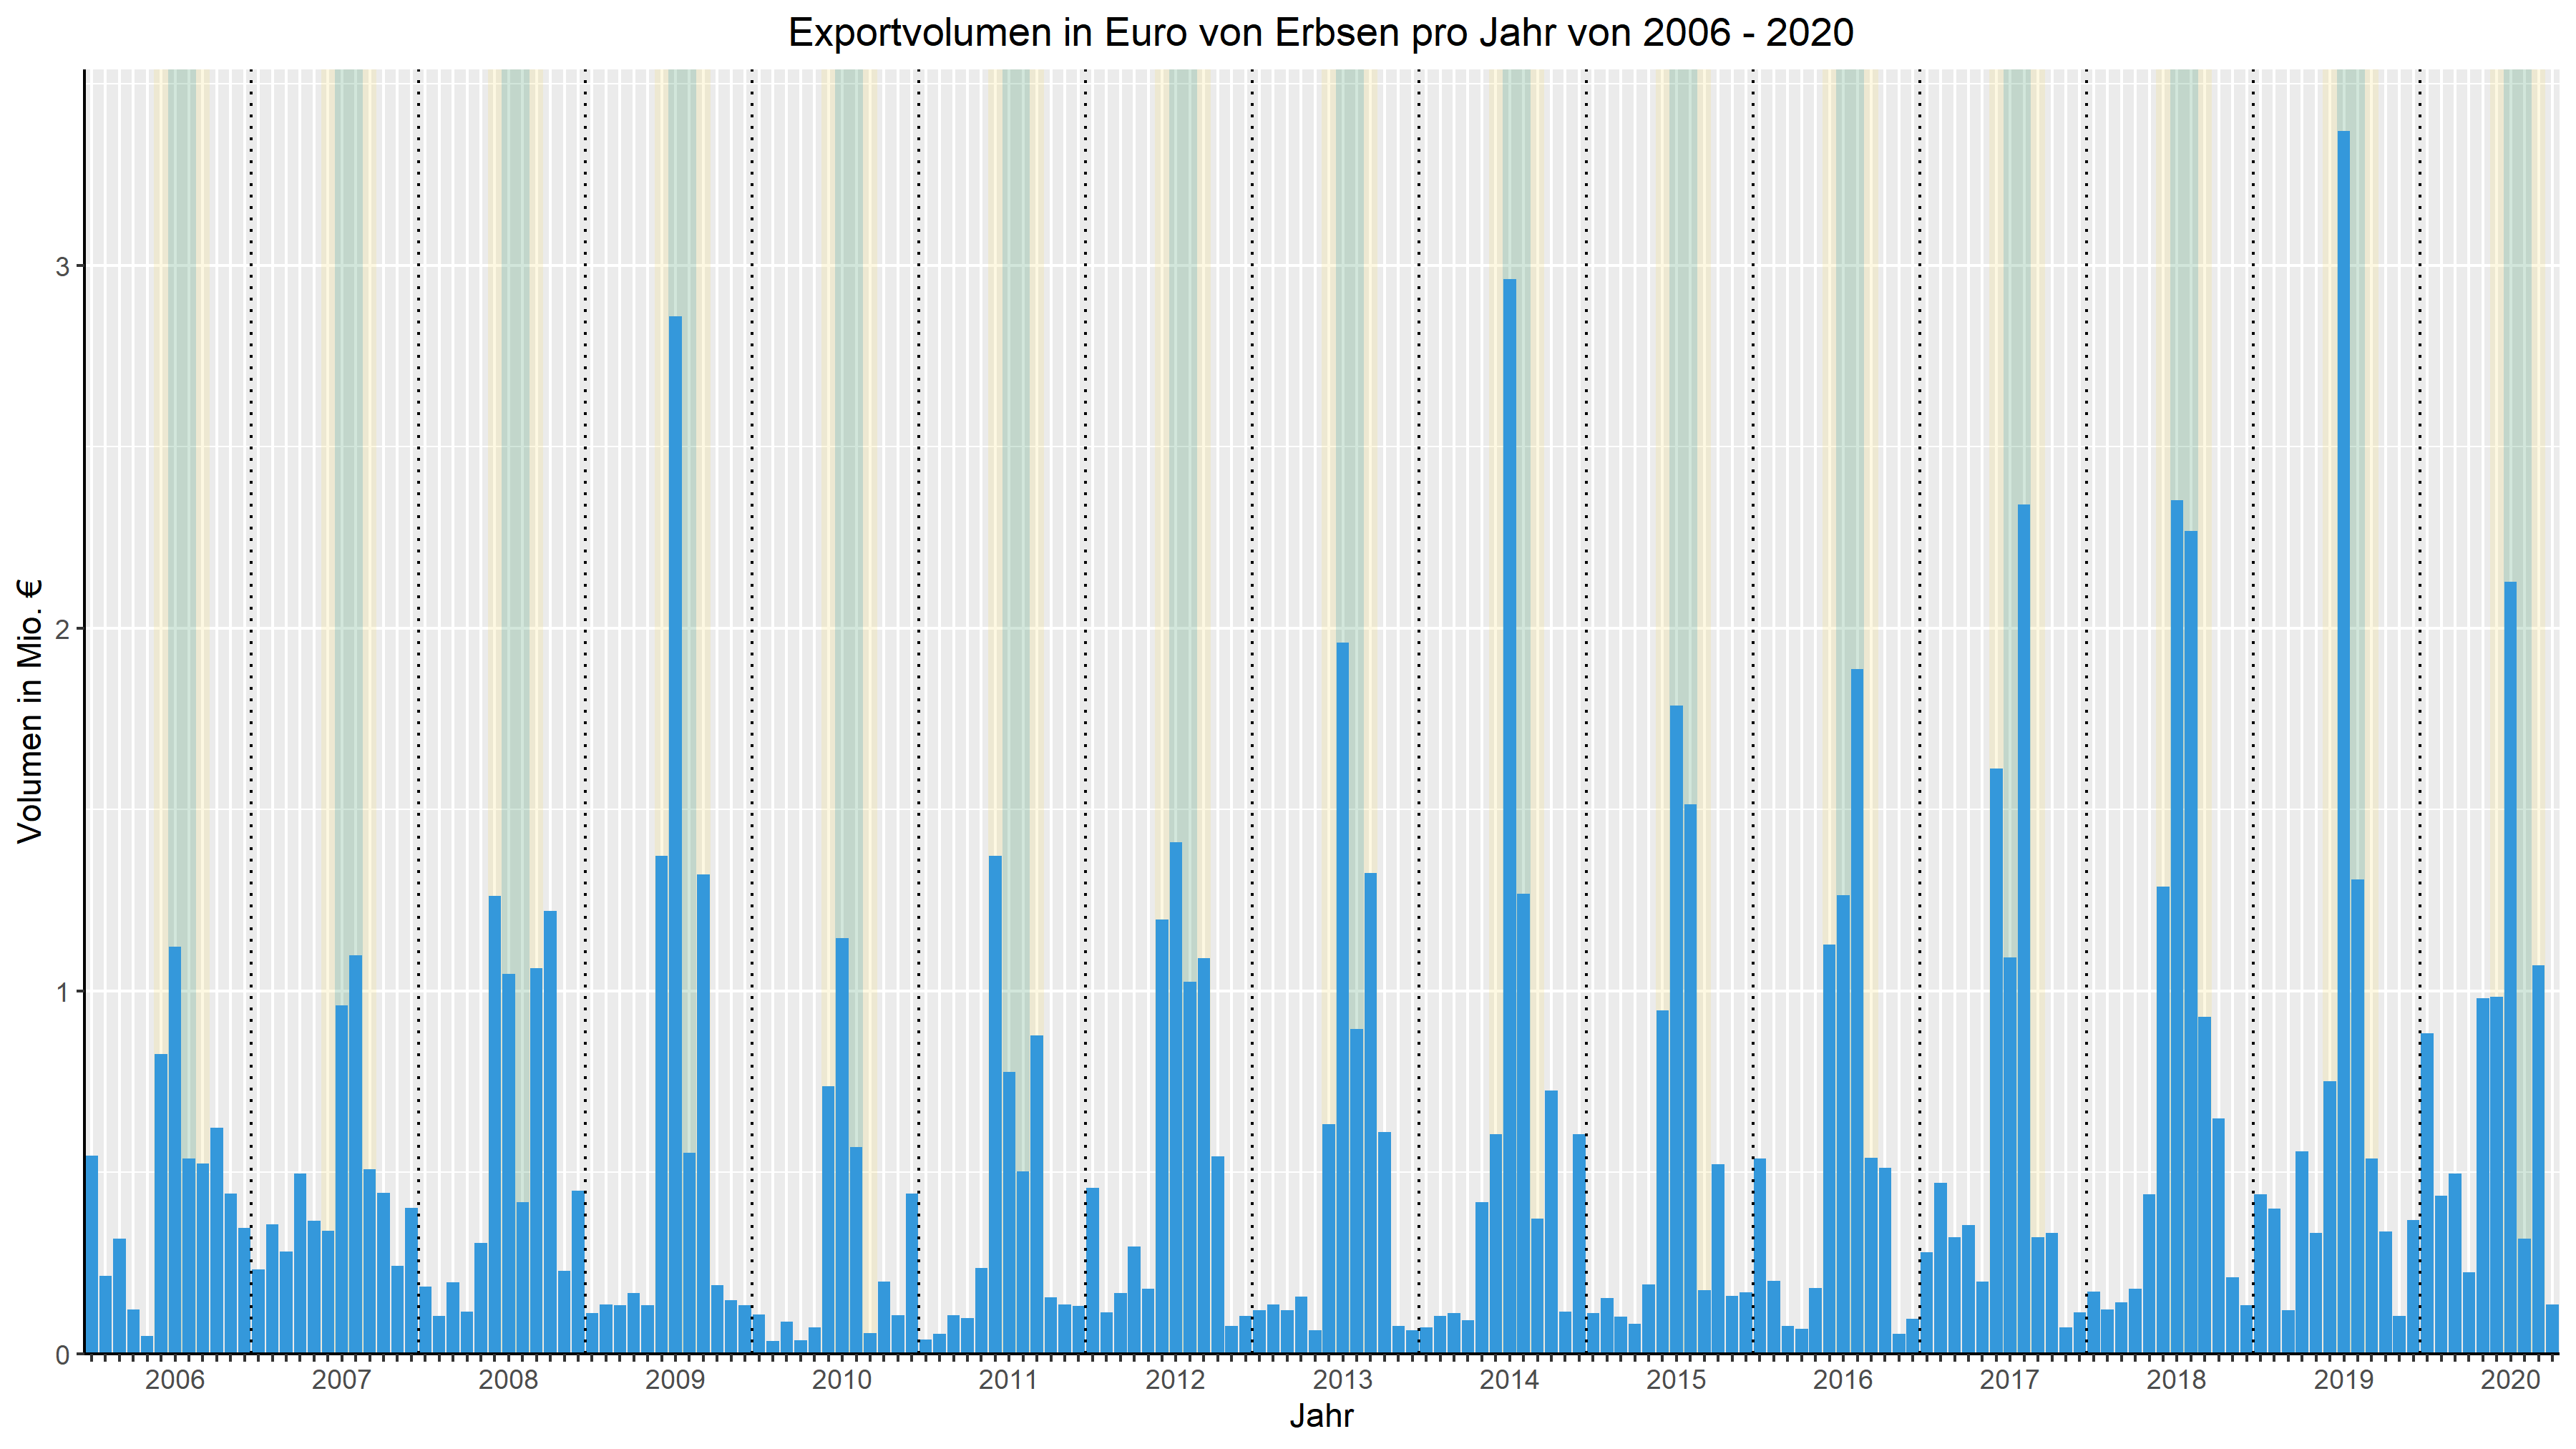 Exportvolumen in Euro von Erbsen pro Jahr von 2006 - 2020
Volumen in Mio. €
3
2
1
0
2006 2007 2008 2009 2010 2011 2012 2013 2014 2015 2016 2017 2018 2019 2020
Jahr